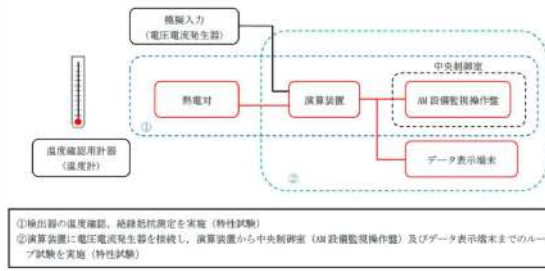 模擬入力
（電圧電流発生器）
中央制御室
熱電対
演算装置
AM 設備監視操作盤
①
温度確認用計器
（温度計）
データ表示端末
②
①検出器の温度確認，絶縁抵抗測定を実施（特性試験）
②演算装置に電圧電流発生器を接続し，演算装置から中央制御室（AM 設備監視操作盤）及びデータ表示端末までのルー
プ試験を実施（特性試験）